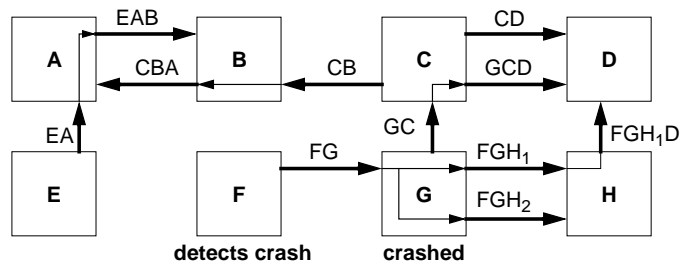 EAB
CD
A
B
C
D
CBA
CB
GCD
EA
GC
FGH₁D
FG
FGH₁
E
F
G
H
FGH₂
detects crash
crashed